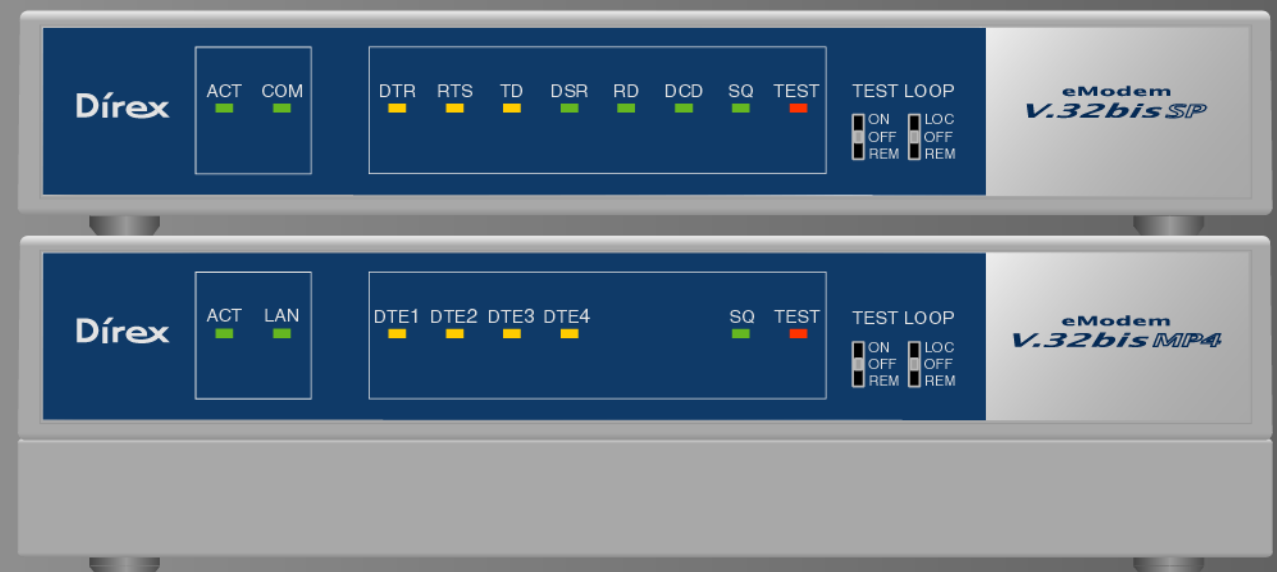 Dírex
ACT COM
DTR RTS TD DSR RD DCD SQ TEST
TEST LOOP
ON LOC
OFF OFF
REM REM
eModem
V.32bis SP
Dírex
ACT LAN
DTE1 DTE2 DTE3 DTE4 SQ TEST
TEST LOOP
ON LOC
OFF OFF
REM REM
eModem
V.32bis MP4